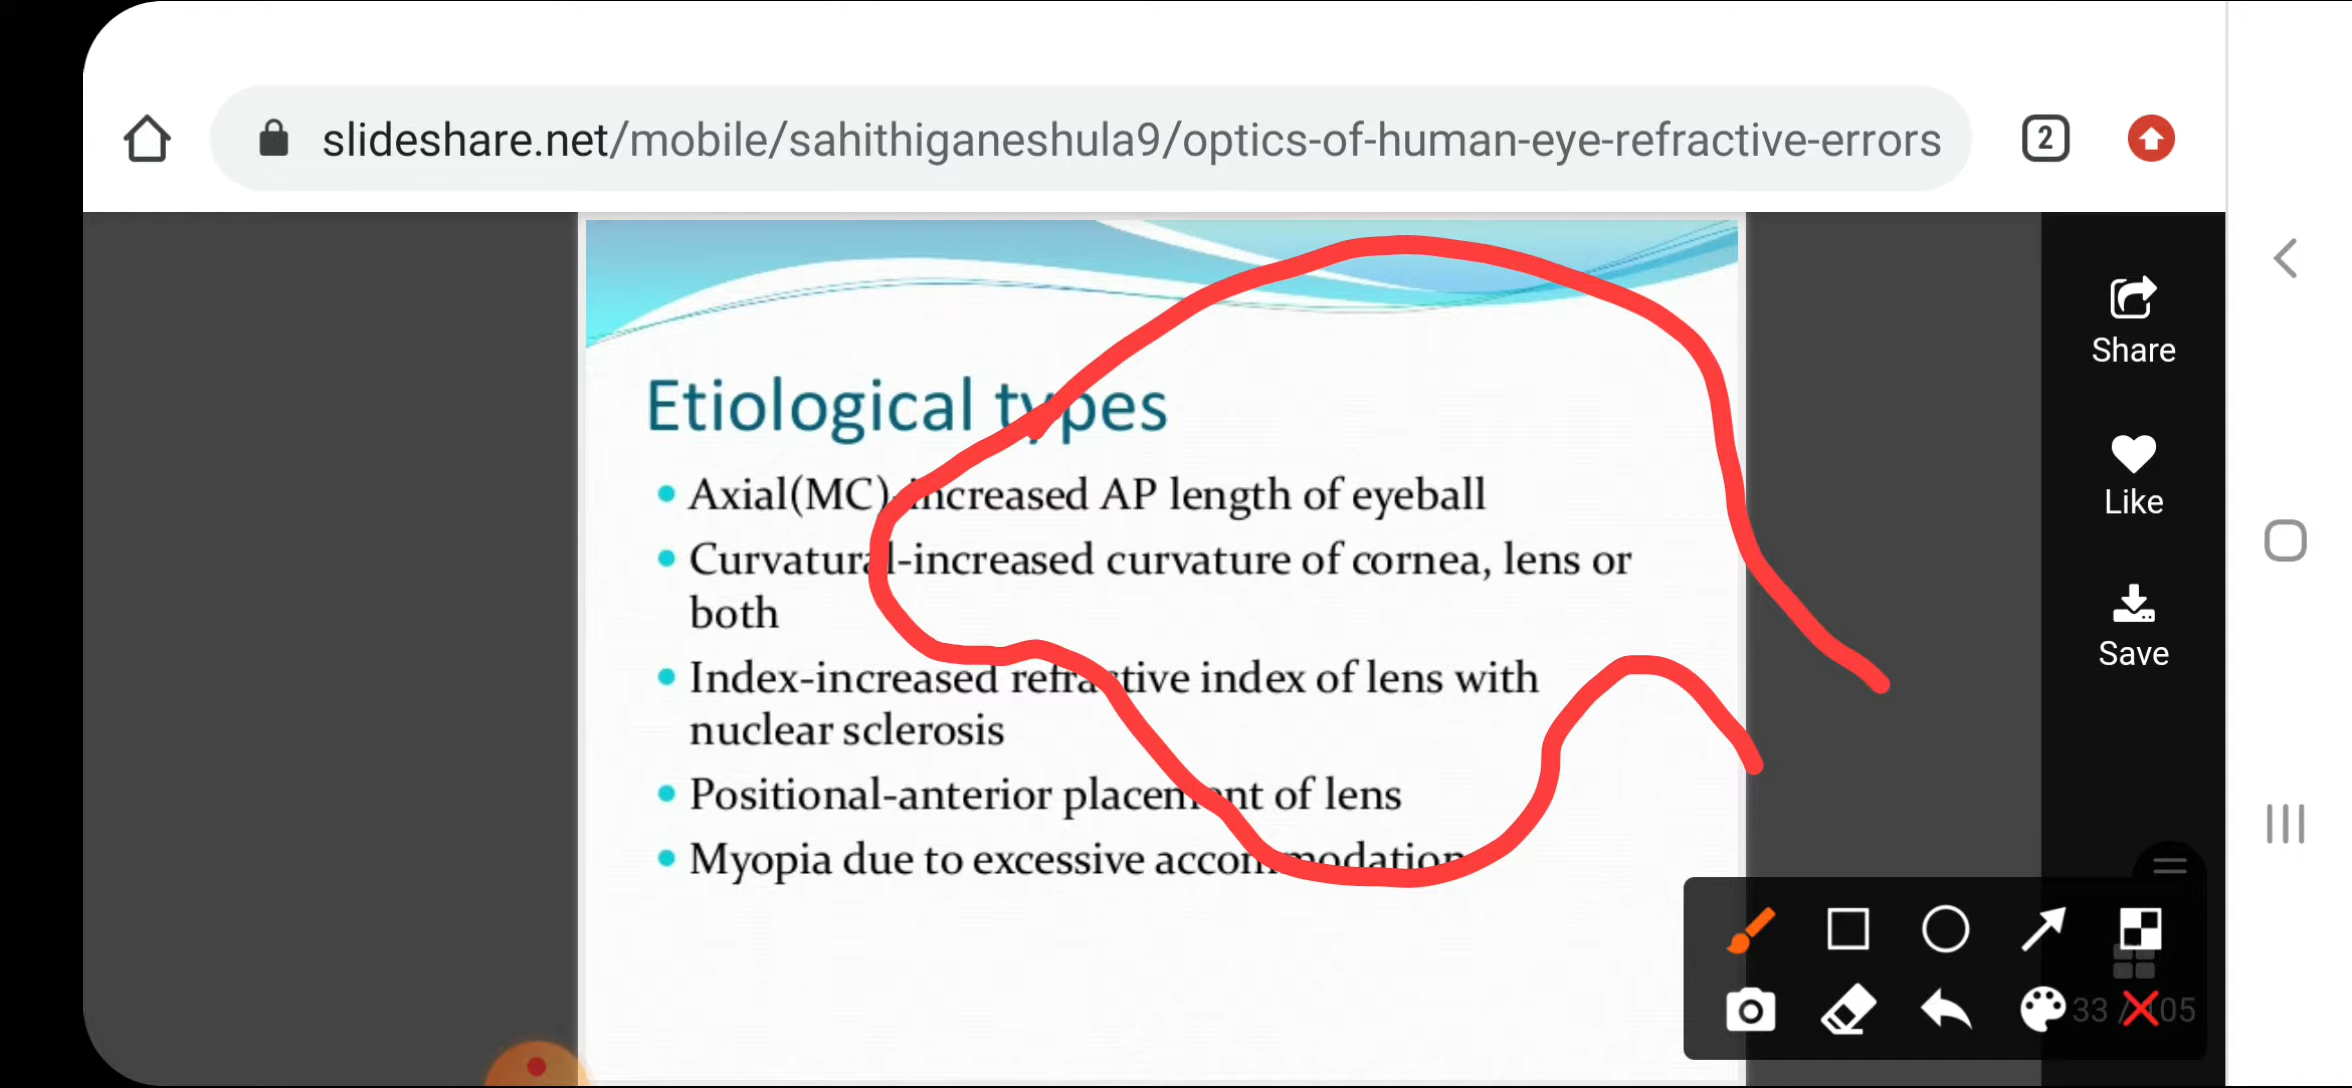 slideshare.net/mobile/sahithiganeshula9/optics-of-human-eye-refractive-errors
2
Share
Like
Save
Etiological types
Axial(MC)-increased AP length of eyeball
Curvatural-increased curvature of cornea, lens or
both
Index-increased refractive index of lens with
nuclear sclerosis
Positional-anterior placement of lens
Myopia due to excessive accommodation
33 / 105